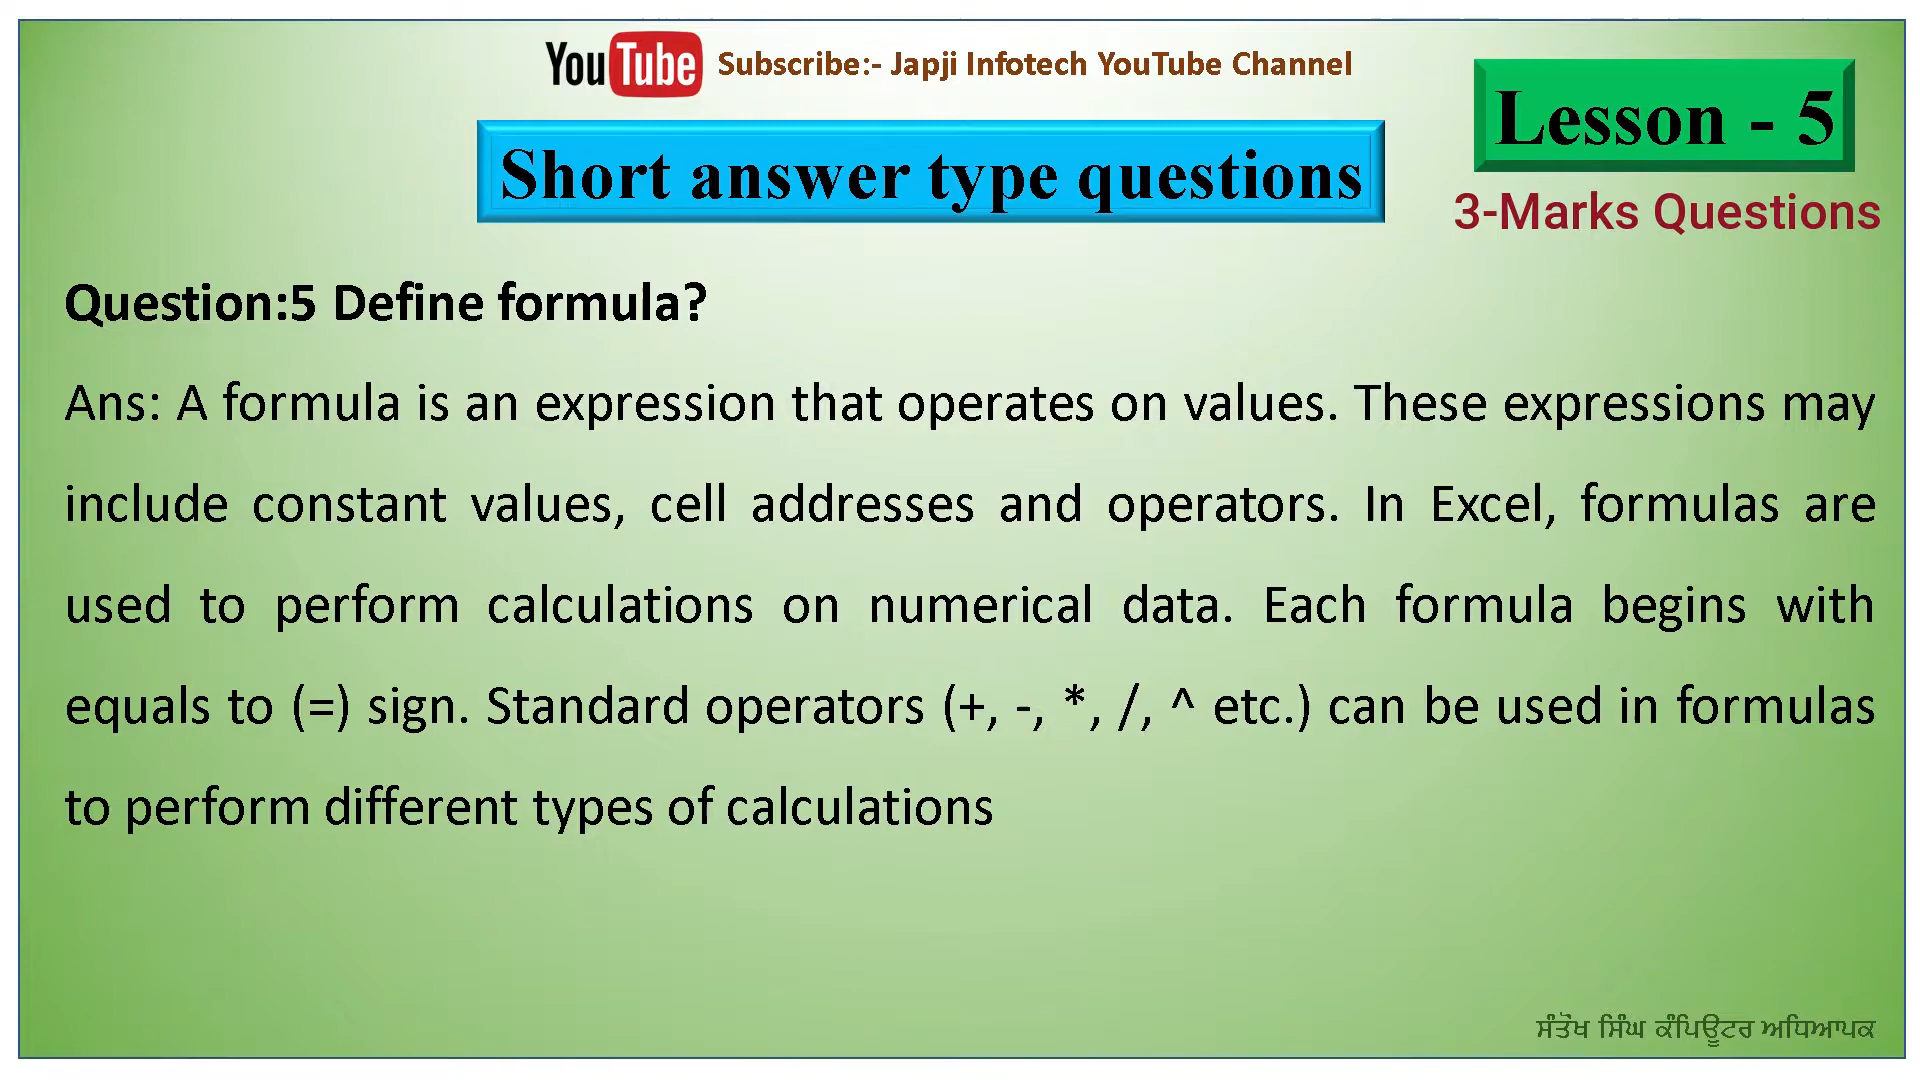 YouTube Subscribe:- Japji Infotech YouTube Channel
Lesson - 5
Short answer type questions
3-Marks Questions
Question:5 Define formula?
Ans: A formula is an expression that operates on values. These expressions may
include constant values, cell addresses and operators. In Excel, formulas are
used to perform calculations on numerical data. Each formula begins with
equals to (=) sign. Standard operators (+, -, *, /, ^ etc.) can be used in formulas
to perform different types of calculations
ਸੰਤੋਖ ਸਿੰਘ ਕੰਪਿਊਟਰ ਅਧਿਆਪਕ